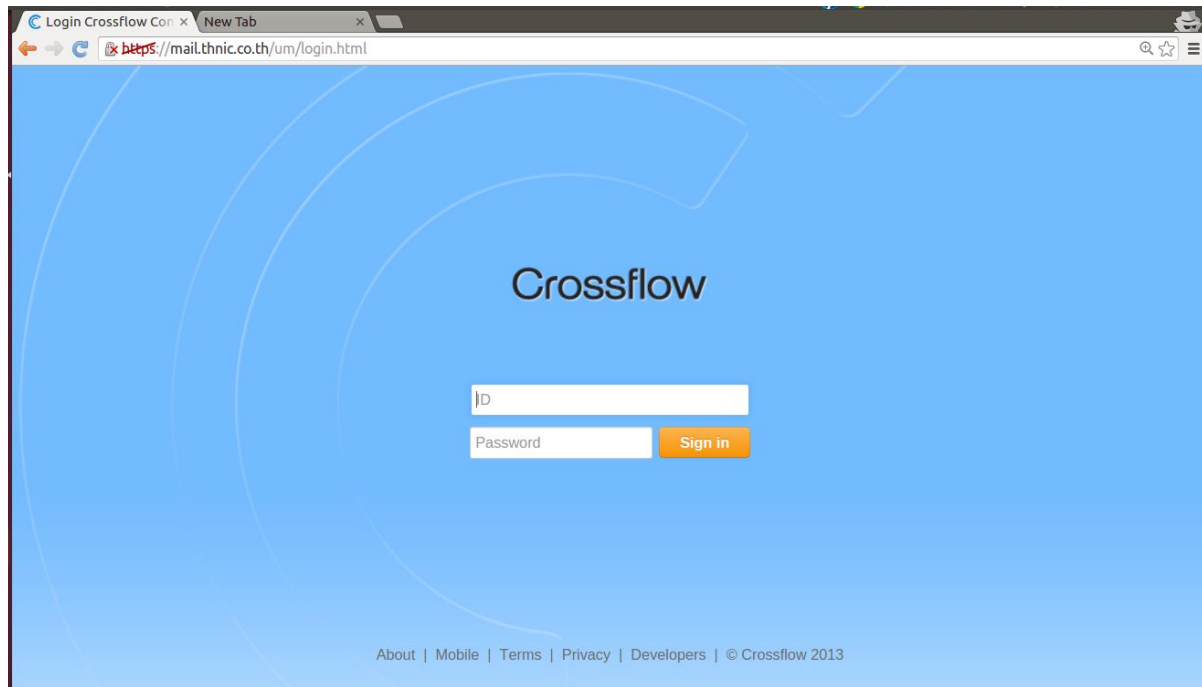 Login Crossflow Con
New Tab
https://mail.thnic.co.th/um/login.html
Crossflow
ID
Password
Sign in
About | Mobile | Terms | Privacy | Developers | © Crossflow 2013